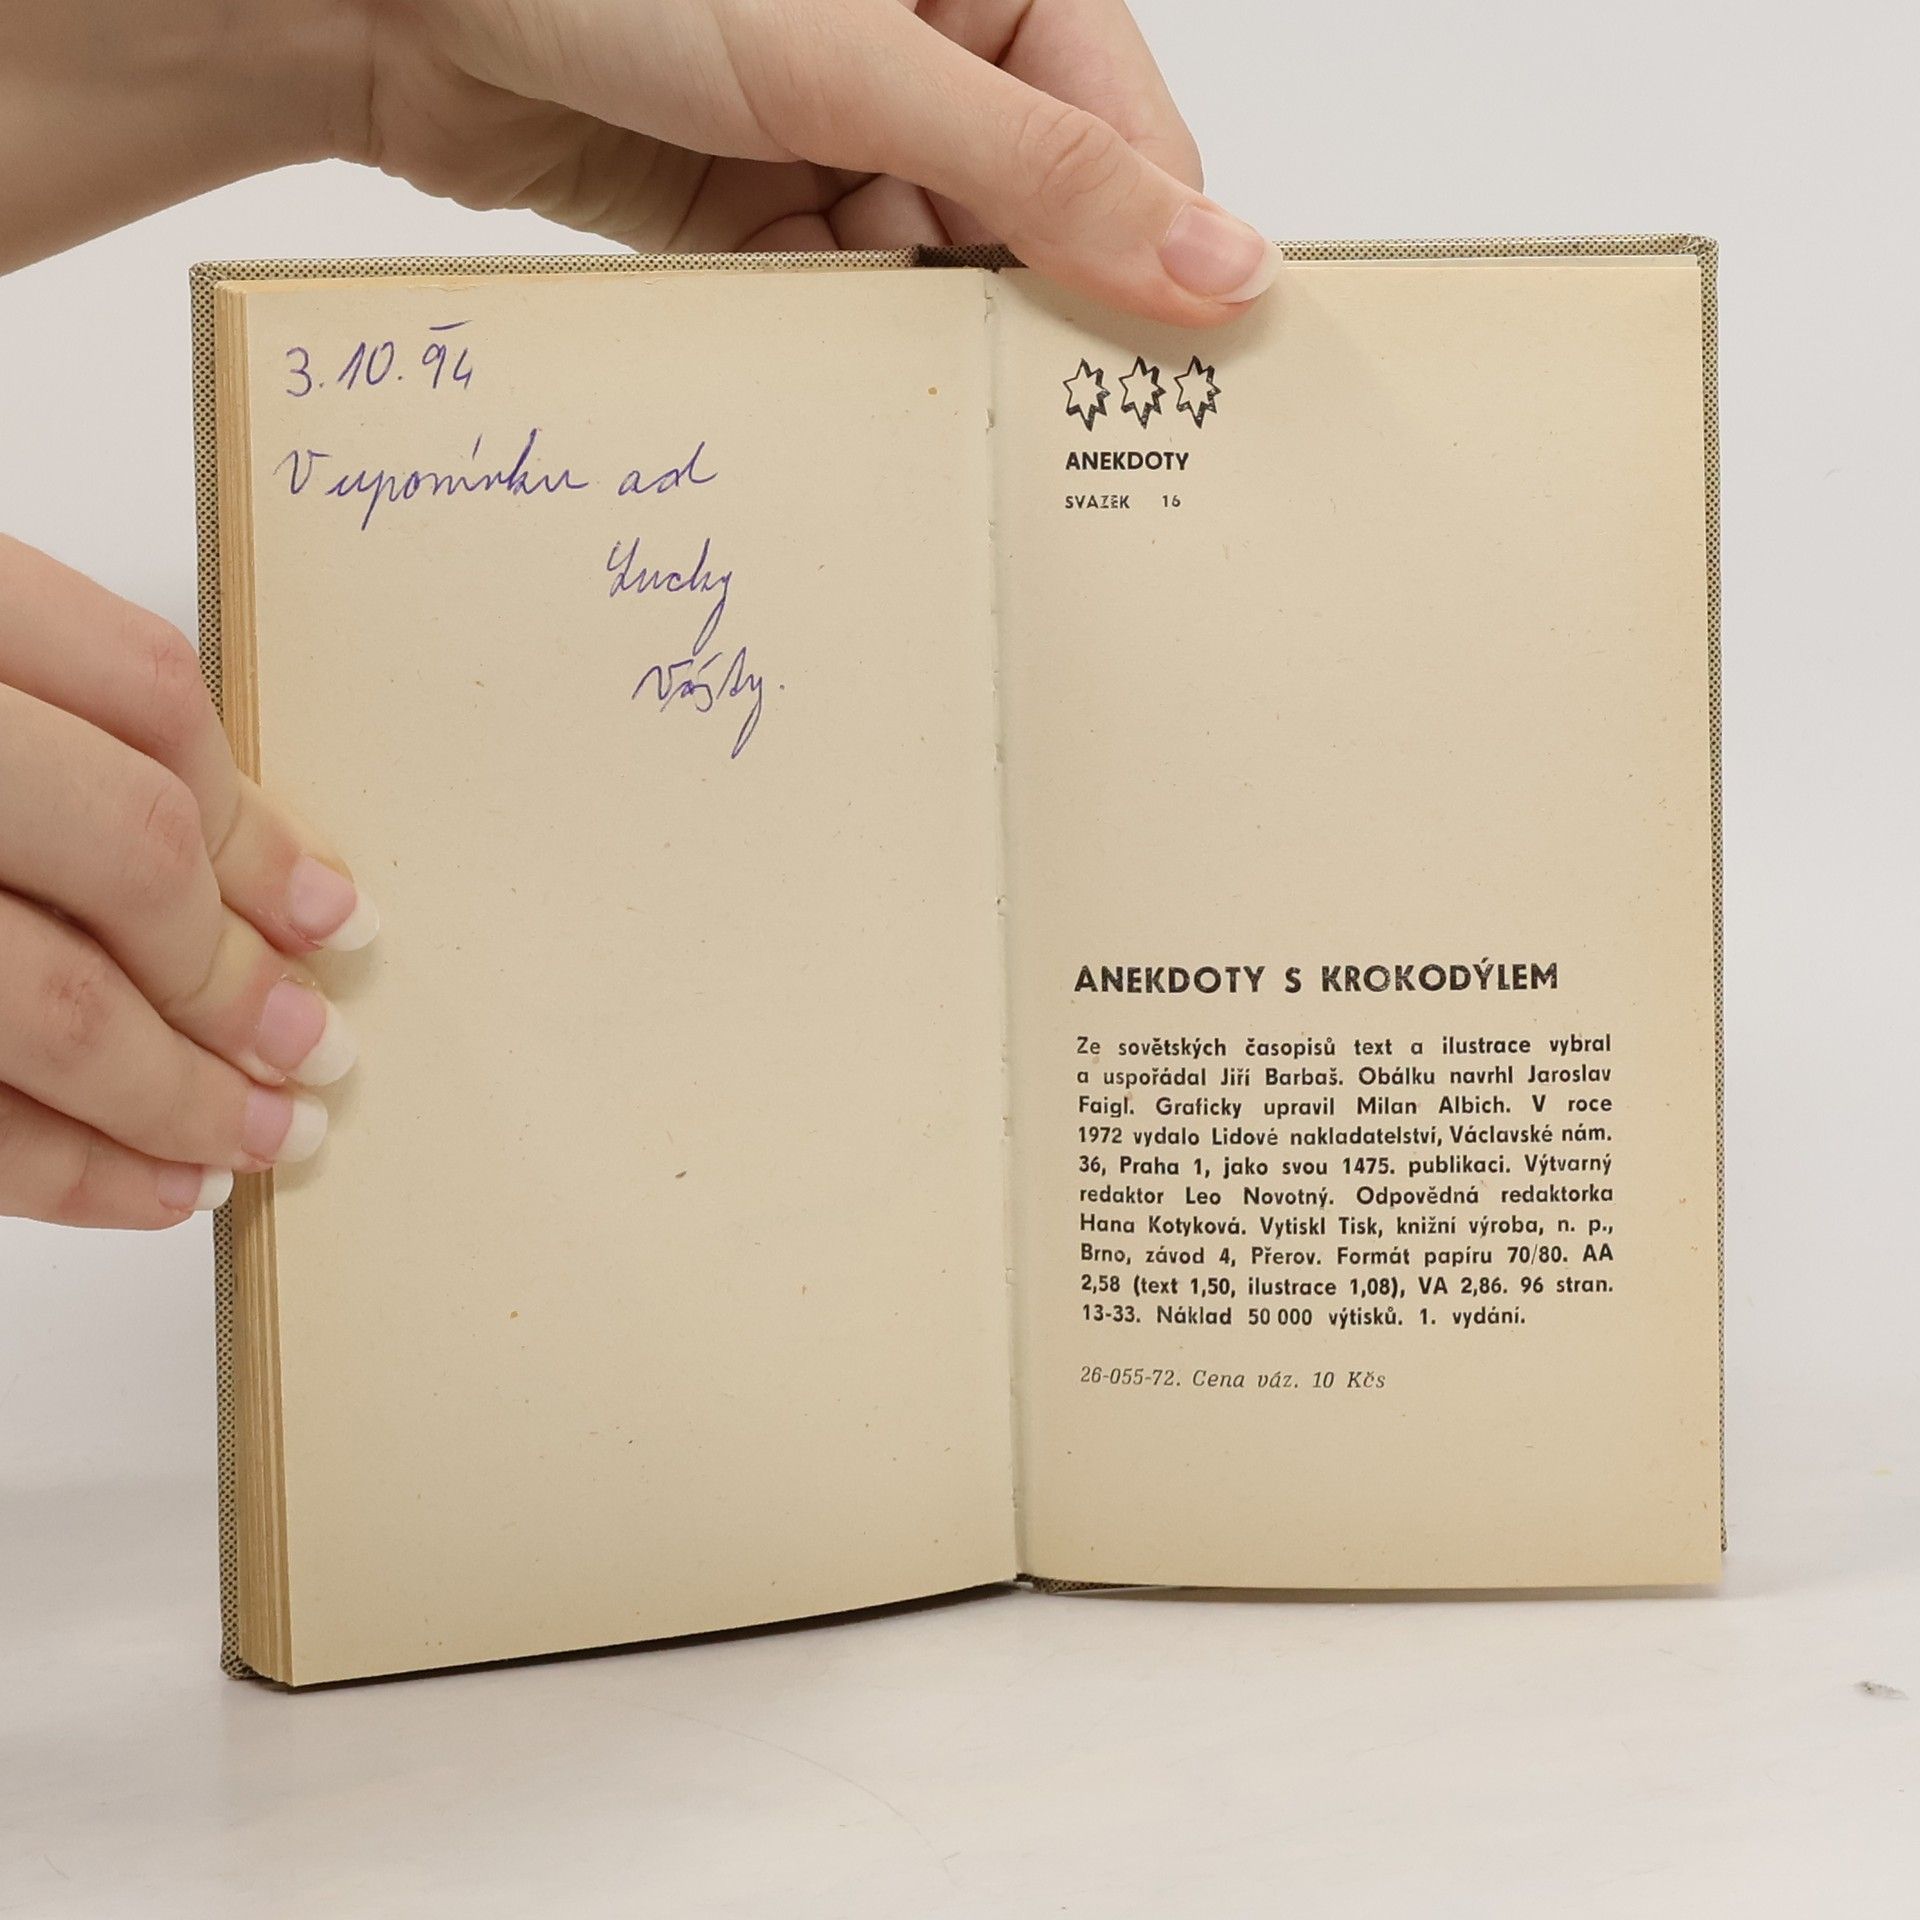 3. 10. 94
V upomínku od
Lucky
Vášty.
ANEKDOTY
SVAZEK 16
ANEKDOTY S KROKODÝLEM
Ze sovětských časopisů text a ilustrace vybral
a uspořádal Jiří Barbaš. Obálku navrhl Jaroslav
Faigl. Graficky upravil Milan Albich. V roce
1972 vydalo Lidové nakladatelství, Václavské nám.
36, Praha 1, jako svou 1475. publikaci. Výtvarný
redaktor Leo Novotný. Odpovědná redaktorka
Hana Kotyková. Vytiskl Tisk, knižní výroba, n. p.,
Brno, závod 4, Přerov. Formát papíru 70/80. AA
2,58 (text 1,50, ilustrace 1,08), VA 2,86. 96 stran.
13-33. Náklad 50 000 výtisků. 1. vydání.
26-055-72. Cena váz. 10 Kčs